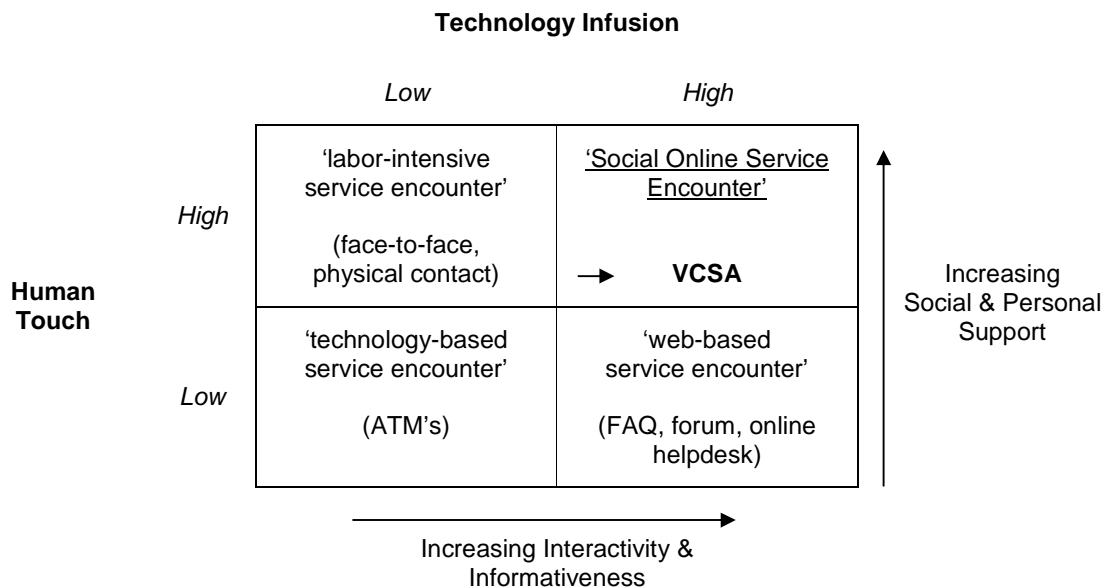 Technology Infusion
Low
High
‘labor-intensive
service encounter’
(face-to-face,
physical contact)
‘Social Online Service
Encounter’
VCSA
High
Human
Touch
Increasing
Social & Personal
Support
Low
‘technology-based
service encounter’
(ATM’s)
‘web-based
service encounter’
(FAQ, forum, online
helpdesk)
Increasing Interactivity &
Informativeness